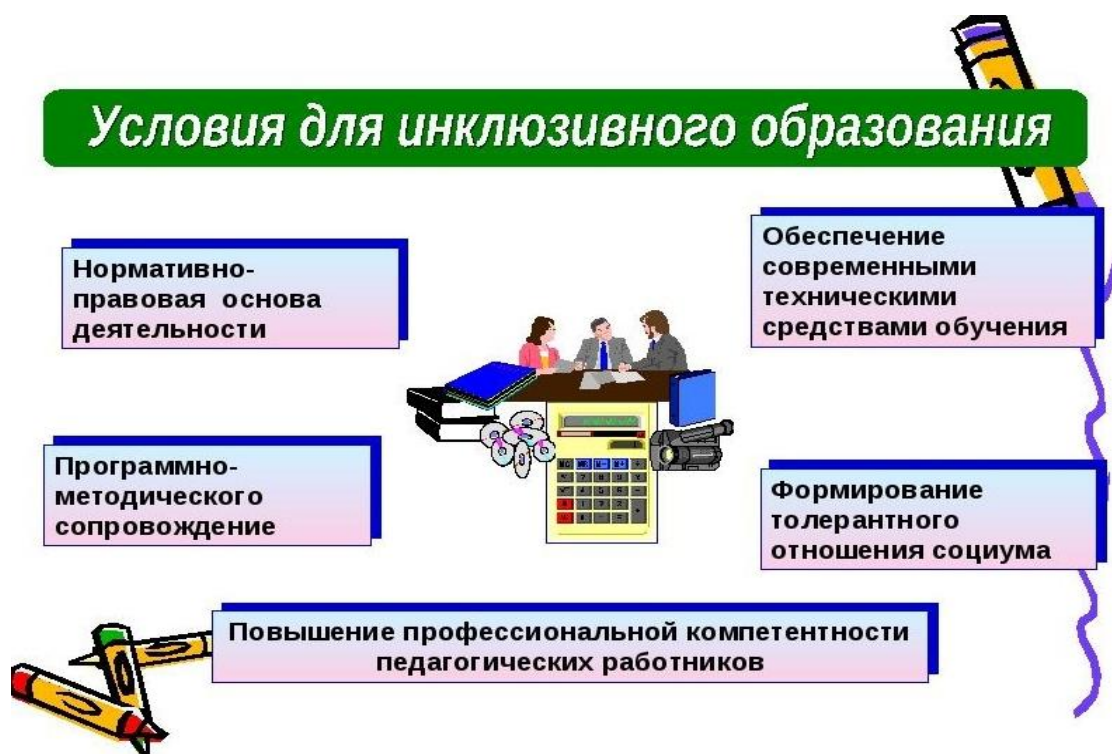 Условия для инклюзивного образования
Нормативно-
правовая основа
деятельности
Обеспечение
современными
техническими
средствами обучения
Программно-
методического
сопровождение
Формирование
толерантного
отношения социума
Повышение профессиональной компетентности
педагогических работников